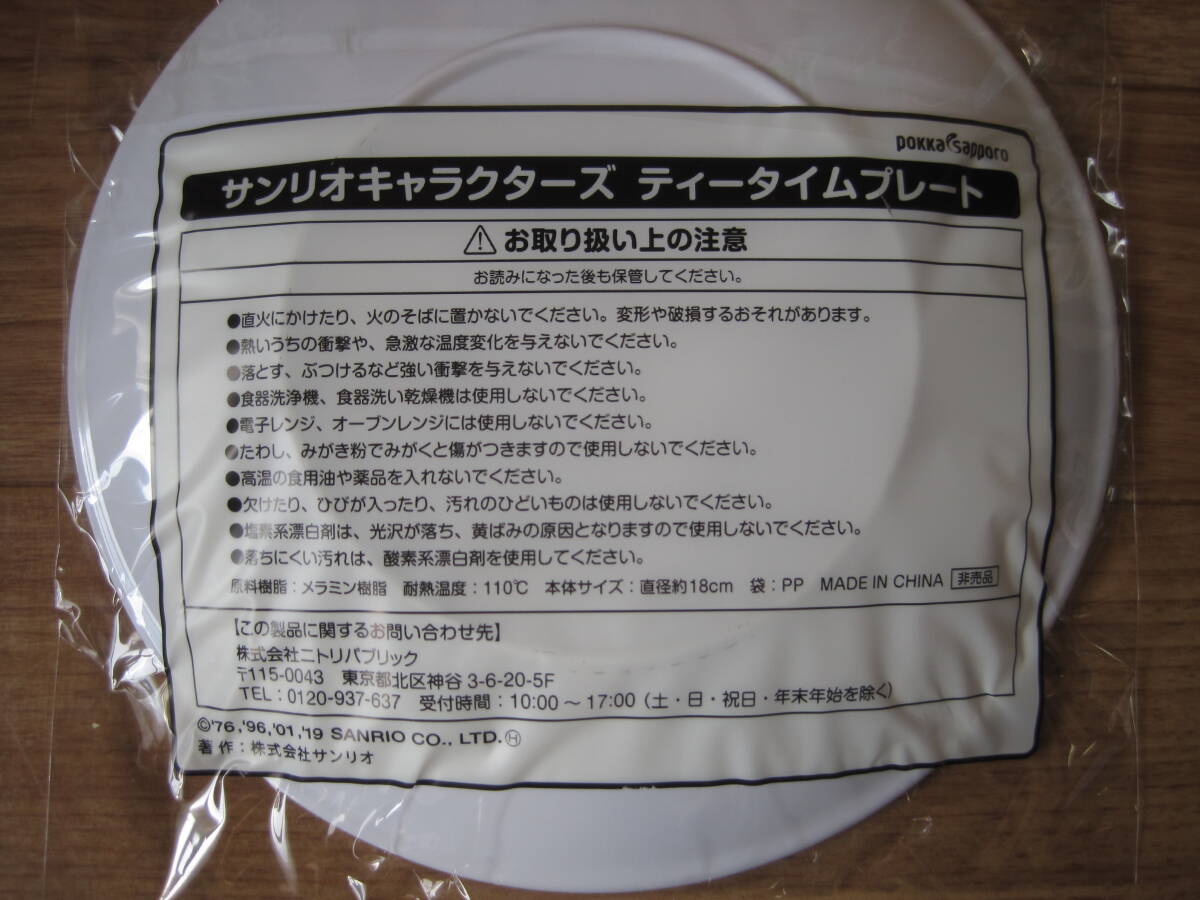 pokka sapporo
サンリオキャラクターズ ティータイムプレート
⚠ お取り扱い上の注意
お読みになった後も保管してください。
●直火にかけたり、火のそばに置かないでください。変形や破損するおそれがあります。
●熱いうちの衝撃や、急激な温度変化を与えないでください。
●落とす、ぶつけるなど強い衝撃を与えないでください。
●食器洗浄機、食器洗い乾燥機は使用しないでください。
●電子レンジ、オーブンレンジには使用しないでください。
●たわし、みがき粉でみがくと傷がつきますので使用しないでください。
●高温の食用油や薬品を入れないでください。
●欠けたり、ひびが入ったり、汚れのひどいものは使用しないでください。
●塩素系漂白剤は、光沢が落ち、黄ばみの原因となりますので使用しないでください。
●落ちにくい汚れは、酸素系漂白剤を使用してください。
原料樹脂：メラミン樹脂 耐熱温度：110℃ 本体サイズ：直径約18cm 袋：PP MADE IN CHINA 非売品
【この製品に関するお問い合わせ先】
株式会社ニトリパブリック
〒115-0043 東京都北区神谷 3-6-20-5F
TEL：0120-937-637 受付時間：10:00～17:00（土・日・祝日・年末年始を除く）
©'76,'96,'01,'19 SANRIO CO., LTD. Ⓗ
著作：株式会社サンリオ